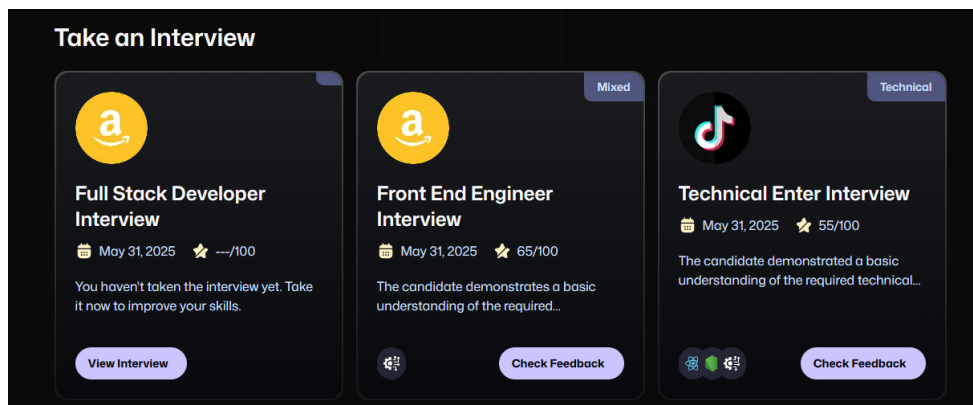 Take an Interview
Full Stack Developer
Interview
May 31, 2025 ---/100
You haven't taken the interview yet. Take
it now to improve your skills.
View Interview
Mixed
Front End Engineer
Interview
May 31, 2025 65/100
The candidate demonstrates a basic
understanding of the required...
Check Feedback
Technical
Technical Enter Interview
May 31, 2025 55/100
The candidate demonstrated a basic
understanding of the required technical...
Check Feedback